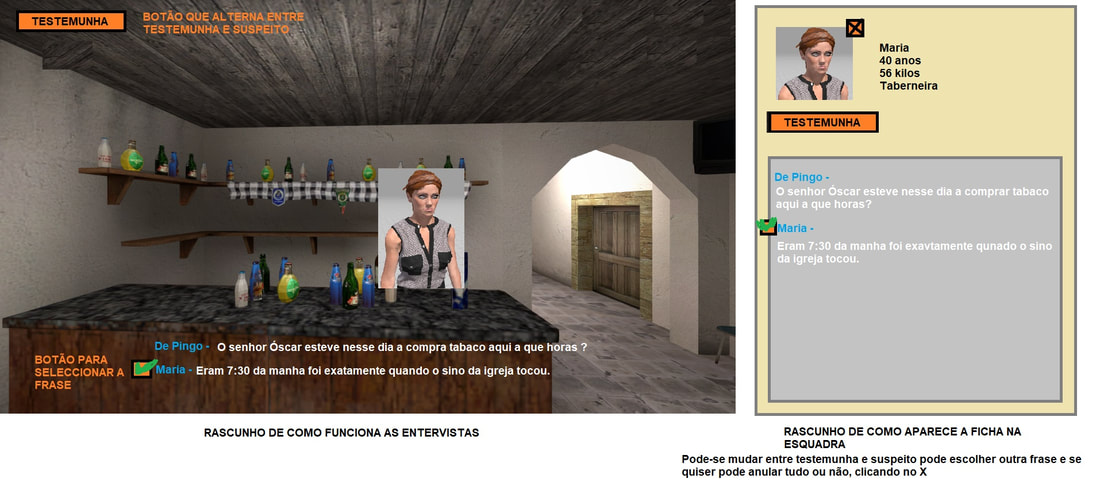 TESTEMUNHA
BOTÃO QUE ALTERNA ENTRE
TESTEMUNHA E SUSPEITO
BOTÃO PARA
SELECCIONAR A
FRASE
De Pingo - O senhor Óscar esteve nesse dia a compra tabaco aqui a que horas ?
Maria - Eram 7:30 da manha foi exatamente quando o sino da igreja tocou.
RASCUNHO DE COMO FUNCIONA AS ENTERVISTAS
Maria
40 anos
56 kilos
Taberneira
TESTEMUNHA
De Pingo -
O senhor Óscar esteve nesse dia a comprar tabaco
aqui a que horas?
Maria -
Eram 7:30 da manha foi exavtamente qunado o sino
da igreja tocou.
RASCUNHO DE COMO APARECE A FICHA NA
ESQUADRA
Pode-se mudar entre testemunha e suspeito pode escolher outra frase e se
quiser pode anular tudo ou não, clicando no X